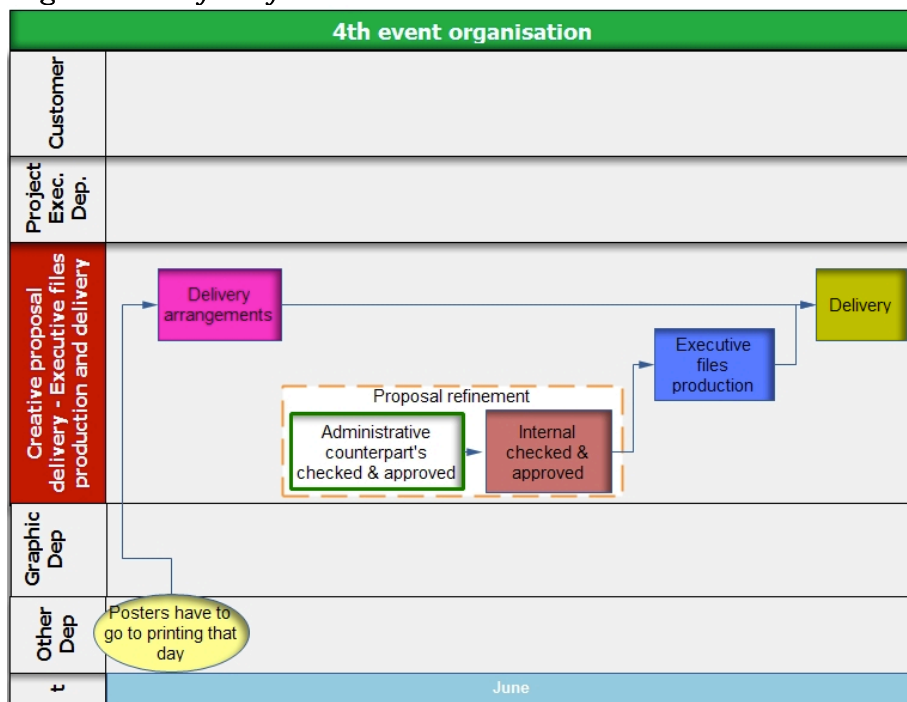 4th event organisation
Customer
Project
Exec.
Dep.
Creative proposal
delivery - Executive files
production and delivery
Delivery
arrangements
Delivery
Executive
files
production
Proposal refinement
Administrative
counterpart's
checked & approved
Internal
checked &
approved
Graphic
Dep
Other
Dep
Posters have to
go to printing that
day
t
June